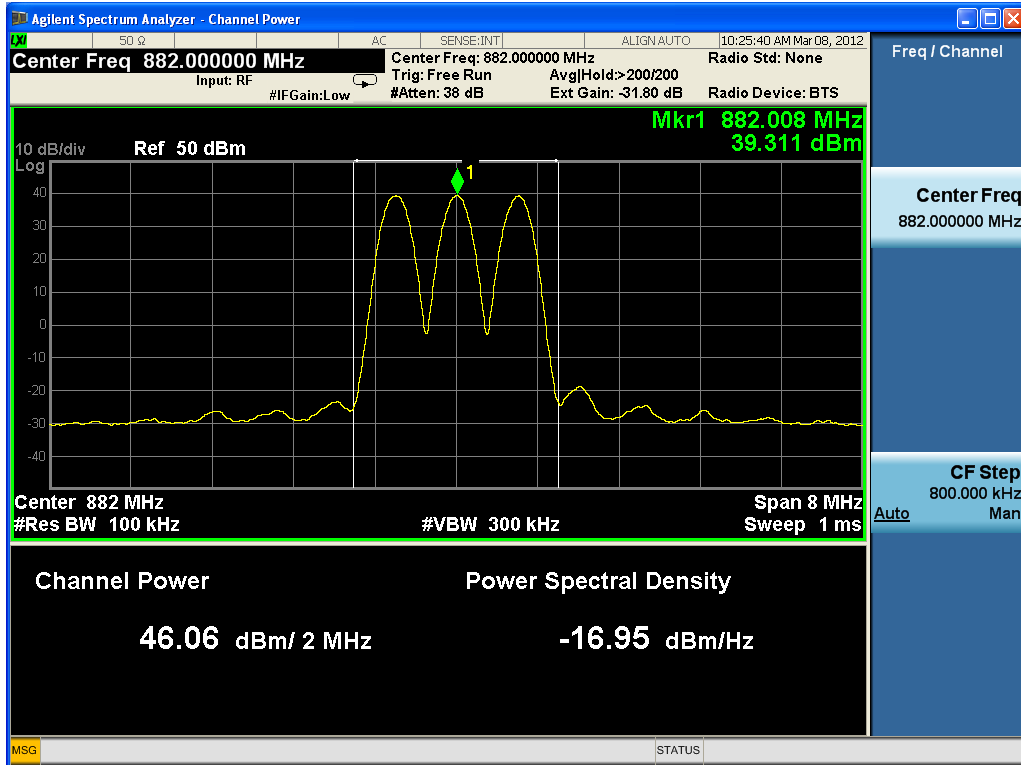 Agilent Spectrum Analyzer - Channel Power
LXI 50 Ω AC SENSE:INT ALIGN AUTO 10:25:40 AM Mar 08, 2012
Center Freq 882.000000 MHz
Input: RF
#IFGain:Low
Center Freq: 882.000000 MHz
Trig: Free Run Avg|Hold:>200/200
#Atten: 38 dB Ext Gain: -31.80 dB
Radio Std: None
Radio Device: BTS
Mkr1 882.008 MHz
39.311 dBm
10 dB/div Ref 50 dBm
Log
1
40
30
20
10
0
-10
-20
-30
-40
Center 882 MHz Span 8 MHz
#Res BW 100 kHz #VBW 300 kHz Sweep 1 ms
Channel Power Power Spectral Density
46.06 dBm/ 2 MHz -16.95 dBm/Hz
Freq / Channel
Center Freq
882.000000 MHz
CF Step
800.000 kHz
Auto Man
MSG STATUS